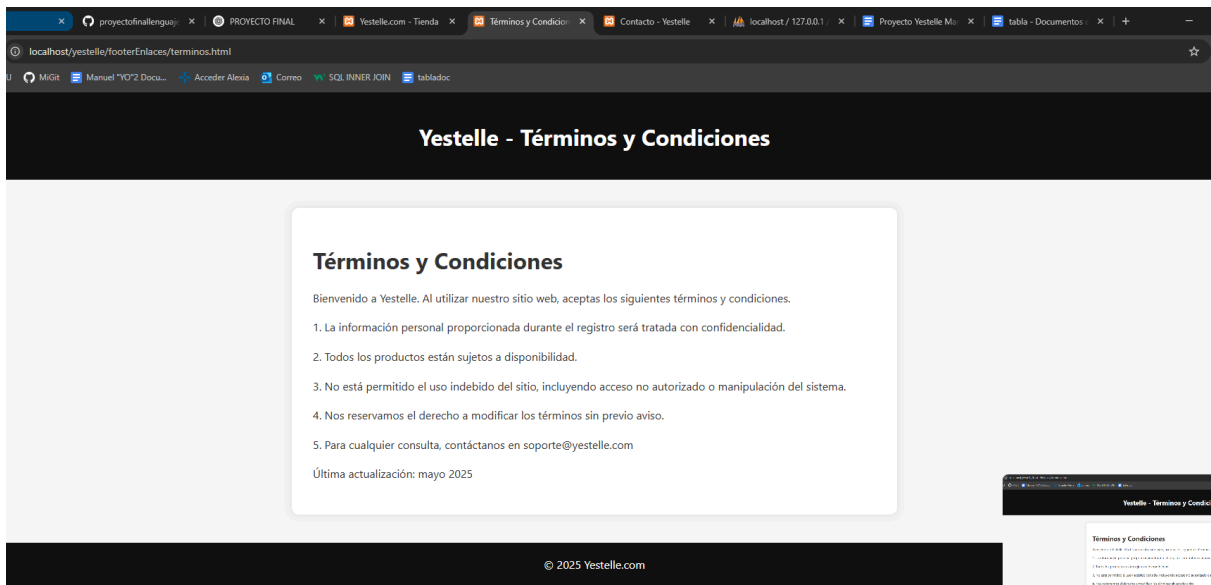 proyectofinallenguaj
PROYECTO FINAL
Yestelle.com - Tienda
Términos y Condicion
Contacto - Yestelle
localhost / 127.0.0.1 /
Proyecto Yestelle Ma
tabla - Documentos
localhost/yestelle/footerEnlaces/terminos.html
U MiGit Manuel "YO"2 Docu... Acceder Alexia Correo SQL INNER JOIN tabladoc
Yestelle - Términos y Condiciones
Términos y Condiciones
Bienvenido a Yestelle. Al utilizar nuestro sitio web, aceptas los siguientes términos y condiciones.
1. La información personal proporcionada durante el registro será tratada con confidencialidad.
2. Todos los productos están sujetos a disponibilidad.
3. No está permitido el uso indebido del sitio, incluyendo acceso no autorizado o manipulación del sistema.
4. Nos reservamos el derecho a modificar los términos sin previo aviso.
5. Para cualquier consulta, contáctanos en soporte@yestelle.com
Última actualización: mayo 2025
© 2025 Yestelle.com
Yestelle - Términos y Condici
Términos y Condiciones